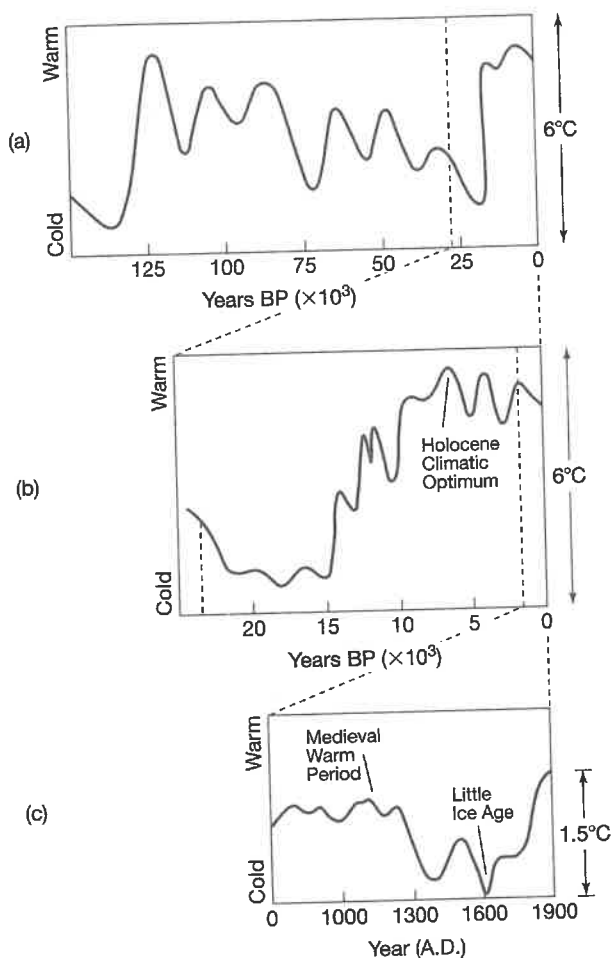 (a)
Warm
Cold
6°C
125 100 75 50 25 0
Years BP (×10³)
(b)
Warm
Cold
Holocene
Climatic
Optimum
6°C
20 15 10 5 0
Years BP (×10³)
(c)
Warm
Cold
Medieval
Warm
Period
Little
Ice Age
1.5°C
0 1000 1300 1600 1900
Year (A.D.)